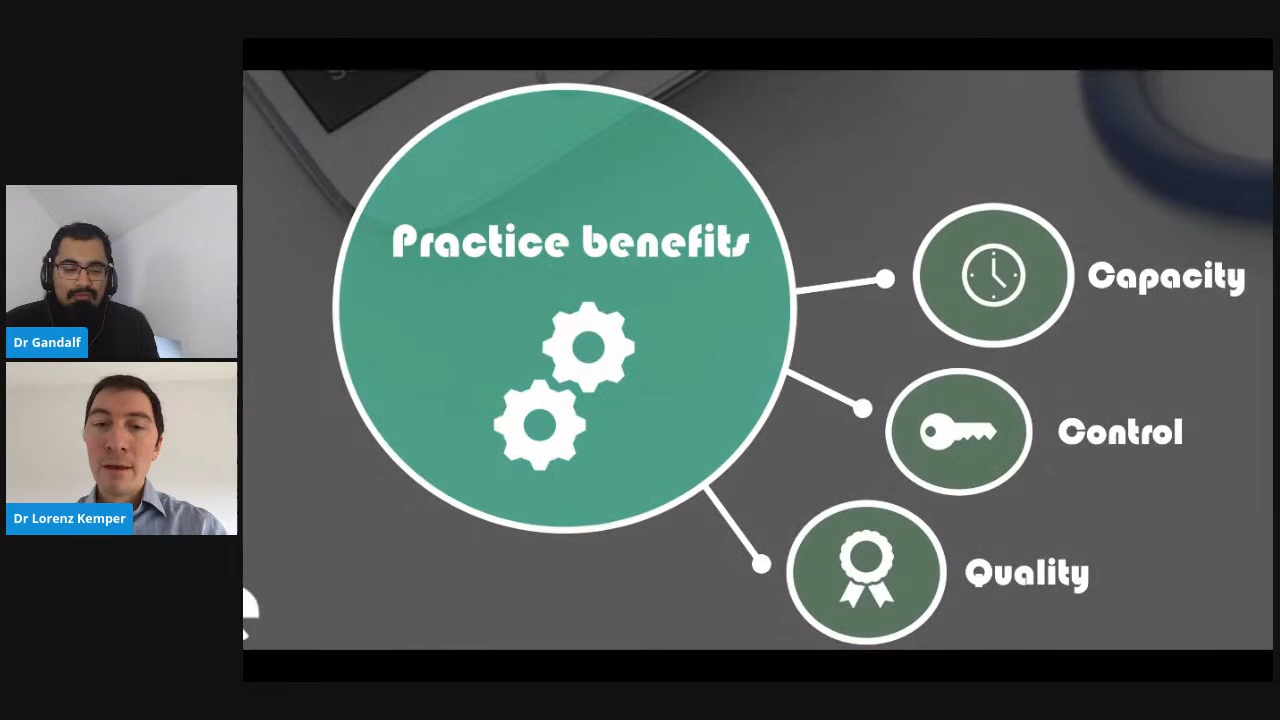 Practice benefits
Capacity
Control
Quality
Dr Gandalf
Dr Lorenz Kemper
e